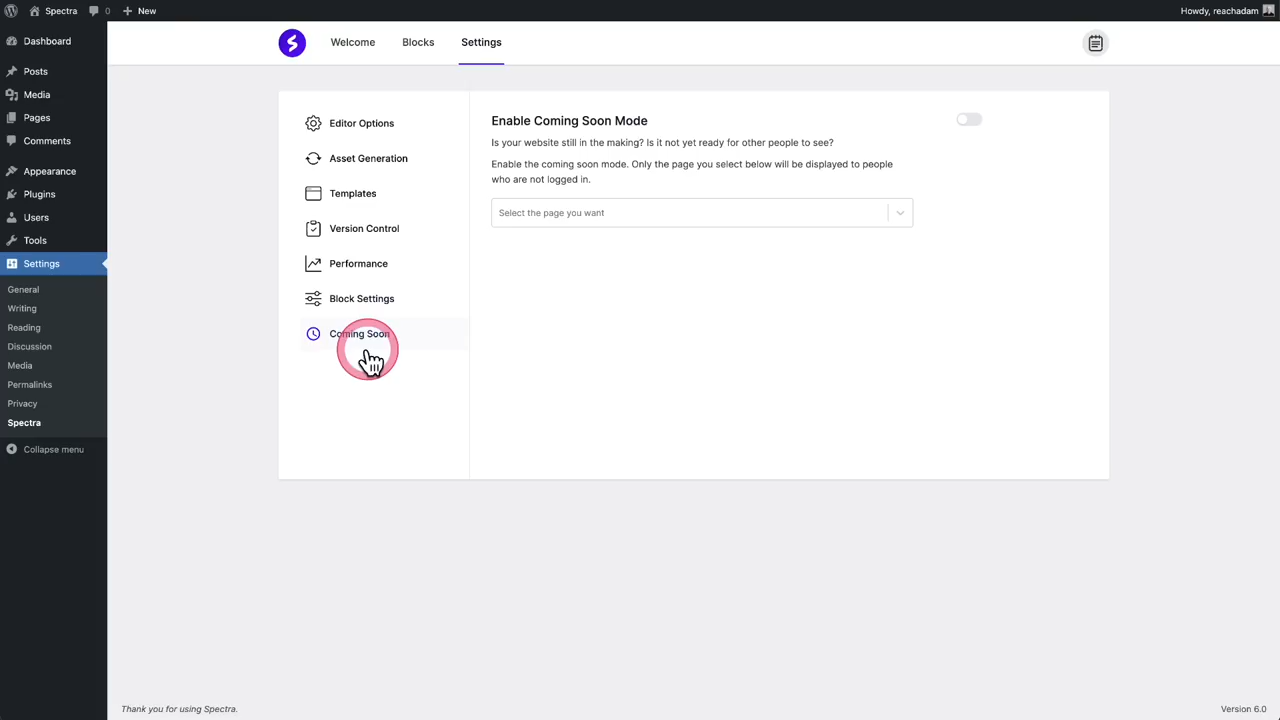 Spectra
0
New
Howdy, reachadam
Dashboard
Posts
Media
Pages
Comments
Appearance
Plugins
Users
Tools
Settings
General
Writing
Reading
Discussion
Media
Permalinks
Privacy
Spectra
Collapse menu
Welcome
Blocks
Settings
Editor Options
Asset Generation
Templates
Version Control
Performance
Block Settings
Coming Soon
Enable Coming Soon Mode
Is your website still in the making? Is it not yet ready for other people to see?
Enable the coming soon mode. Only the page you select below will be displayed to people
who are not logged in.
Select the page you want
Thank you for using Spectra.
Version 6.0